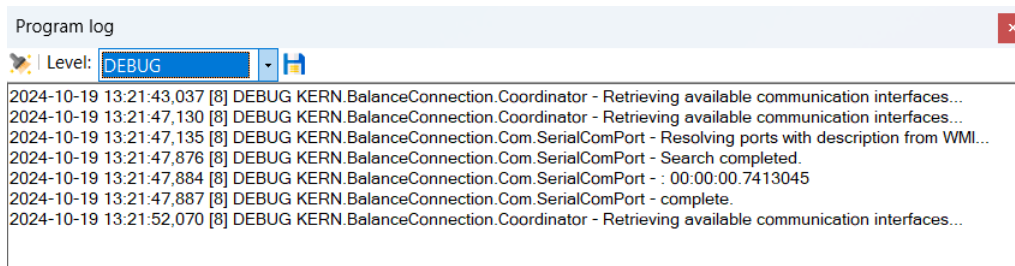 Program log
Level: DEBUG
2024-10-19 13:21:43,037 [8] DEBUG KERN.BalanceConnection.Coordinator - Retrieving available communication interfaces...
2024-10-19 13:21:47,130 [8] DEBUG KERN.BalanceConnection.Coordinator - Retrieving available communication interfaces...
2024-10-19 13:21:47,135 [8] DEBUG KERN.BalanceConnection.Com.SerialComPort - Resolving ports with description from WMI...
2024-10-19 13:21:47,876 [8] DEBUG KERN.BalanceConnection.Com.SerialComPort - Search completed.
2024-10-19 13:21:47,884 [8] DEBUG KERN.BalanceConnection.Com.SerialComPort - : 00:00:00.7413045
2024-10-19 13:21:47,887 [8] DEBUG KERN.BalanceConnection.Com.SerialComPort - complete.
2024-10-19 13:21:52,070 [8] DEBUG KERN.BalanceConnection.Coordinator - Retrieving available communication interfaces...